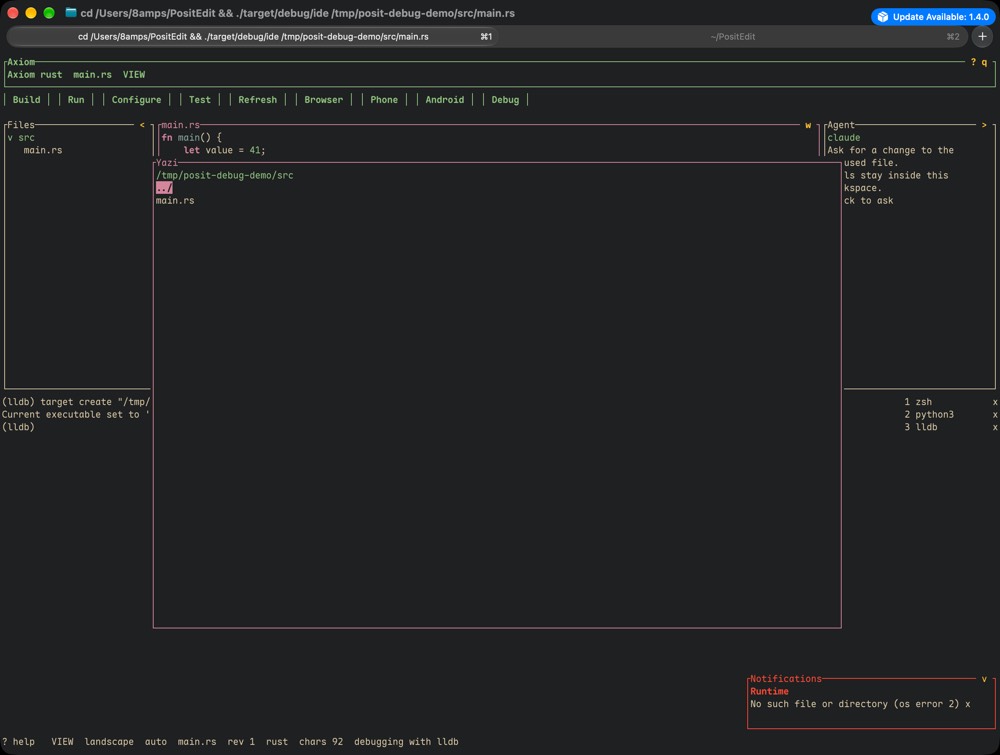 cd /Users/8amps/PositEdit && ./target/debug/ide /tmp/posit-debug-demo/src/main.rs
Update Available: 1.4.0
cd /Users/8amps/PositEdit && ./target/debug/ide /tmp/posit-debug-demo/src/main.rs ⌘1
~/PositEdit ⌘2 +
Axiom ? q
Axiom rust main.rs VIEW
Build | Run | Configure | Test | Refresh | Browser | Phone | Android | Debug
Files <
v src
main.rs
main.rs w
fn main() {
let value = 41;
Agent >
claude
Ask for a change to the
used file.
ls stay inside this
kspace.
ck to ask
Yazi
/tmp/posit-debug-demo/src
../
main.rs
(lldb) target create "/tmp/
Current executable set to '
(lldb)
1 zsh x
2 python3 x
3 lldb x
Notifications v
Runtime
No such file or directory (os error 2) x
? help VIEW landscape auto main.rs rev 1 rust chars 92 debugging with lldb